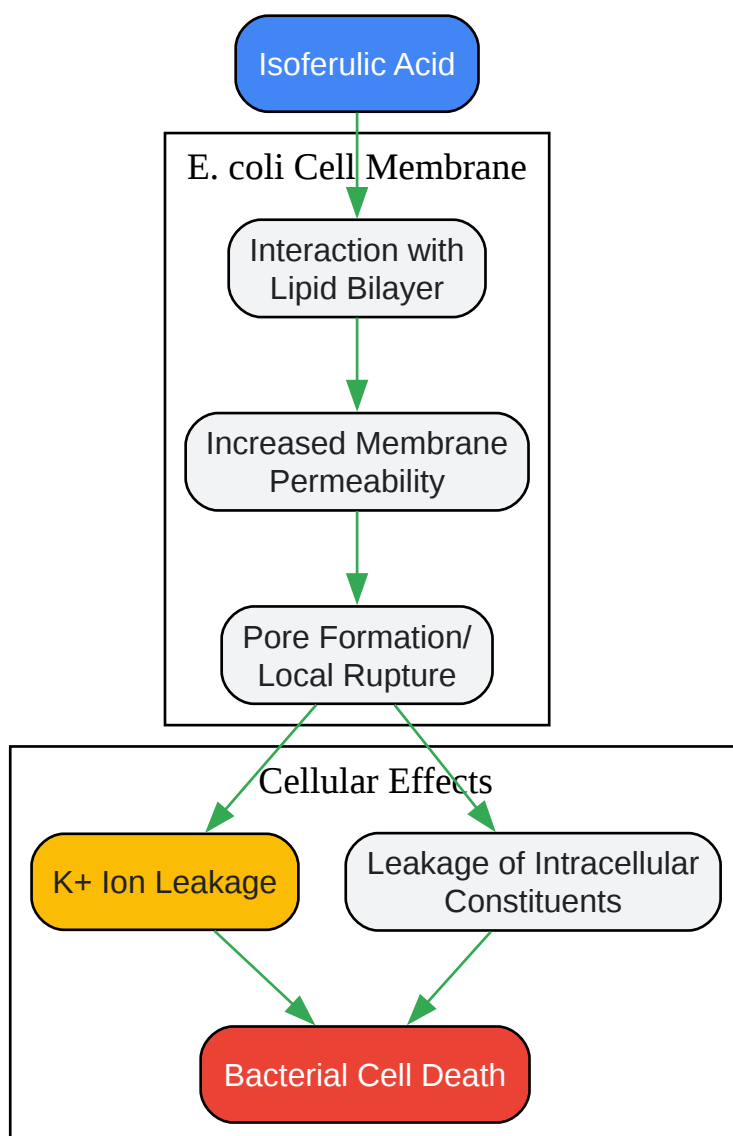 Isoferulic Acid
E. coli Cell Membrane
Interaction with
Lipid Bilayer
Increased Membrane
Permeability
Pore Formation/
Local Rupture
Cellular Effects
K+ Ion Leakage
Leakage of Intracellular
Constituents
Bacterial Cell Death